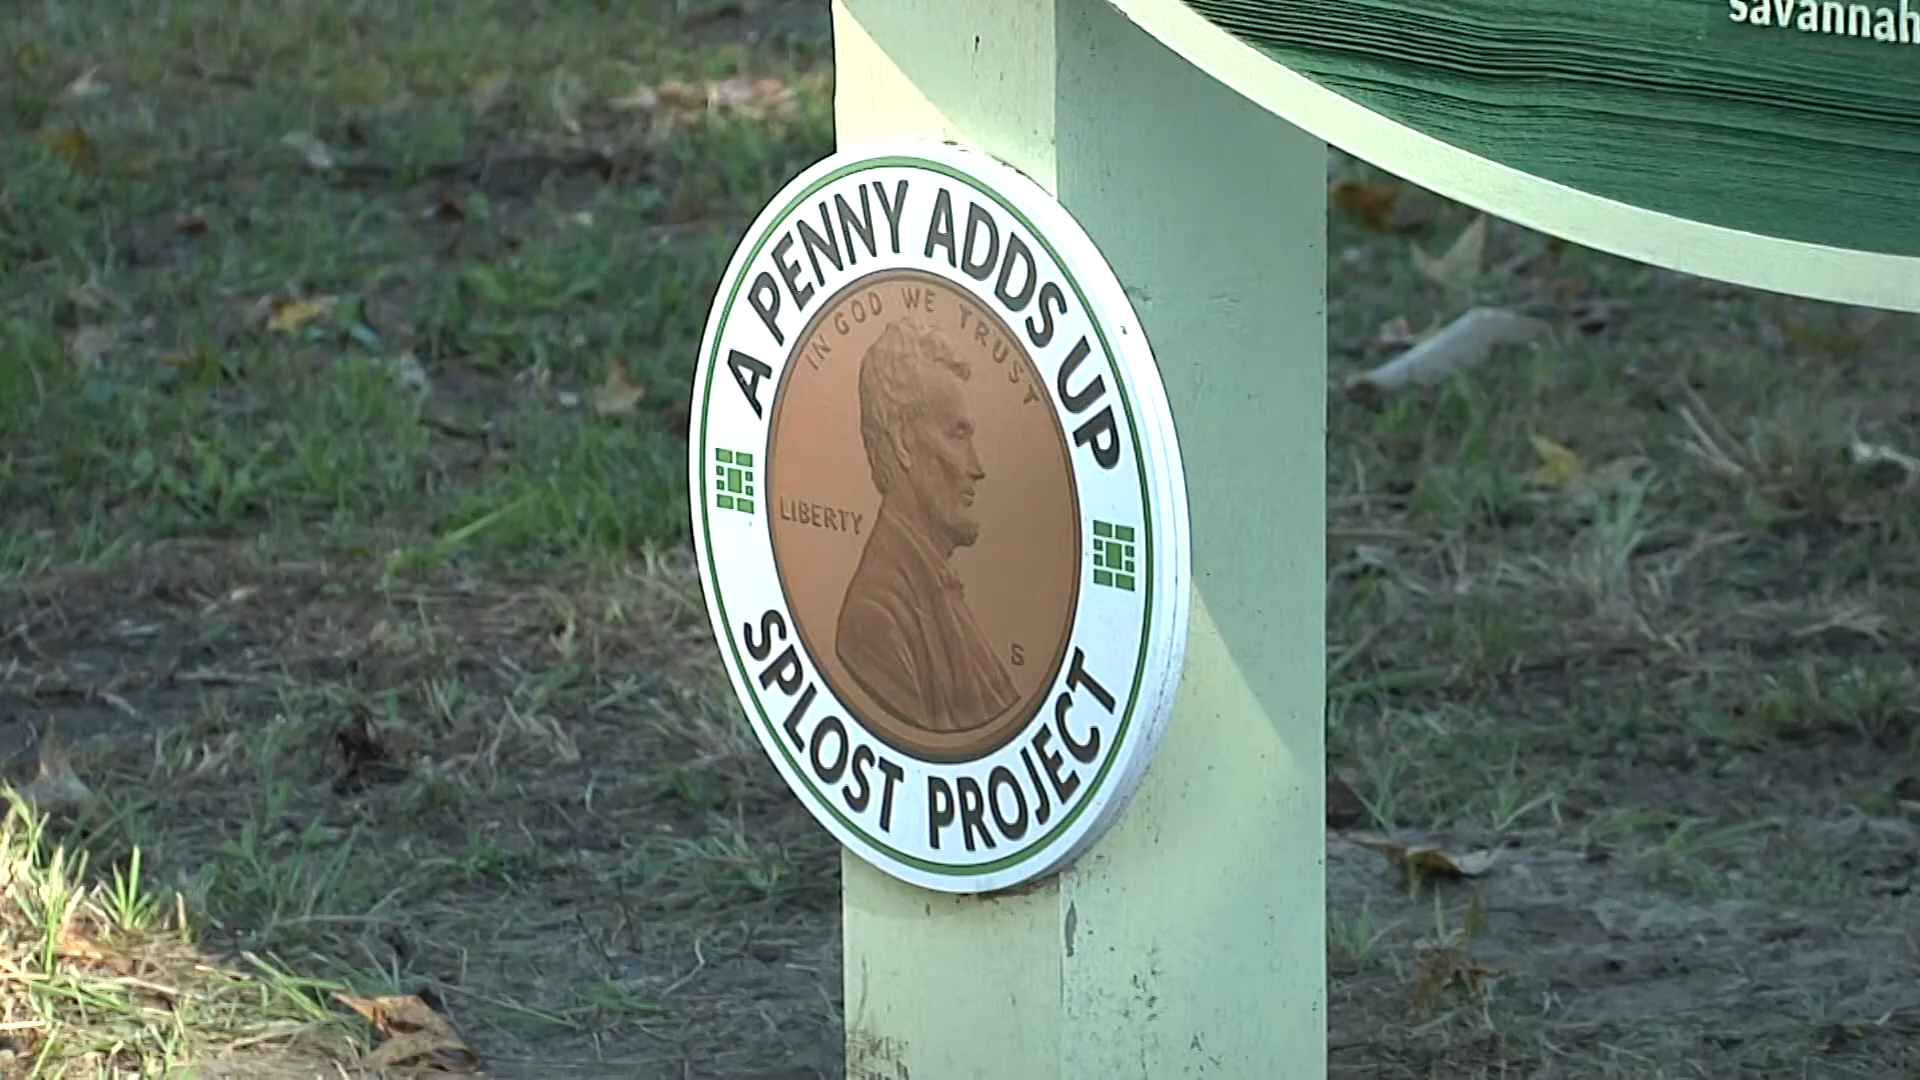 savannah
A PENNY ADDS UP
IN GOD WE TRUST
LIBERTY
S
SPLOST PROJECT